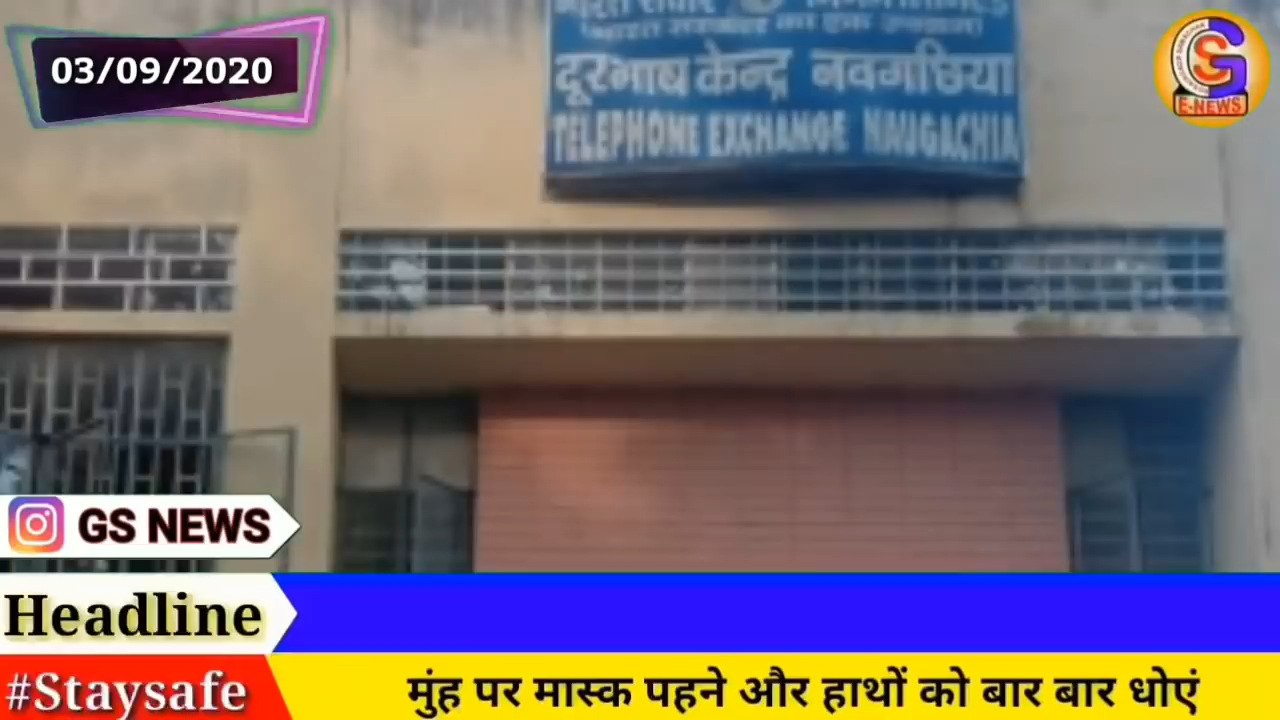 03/09/2020
दूरभाष केन्द्र नवगछिया
TELEPHONE EXCHANGE NAUGACHIA
E-NEWS
GS NEWS
Headline
#Staysafe
मुंह पर मास्क पहने और हाथों को बार बार धोएं